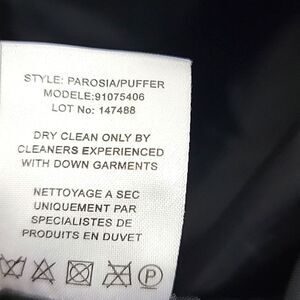 STYLE: PAROSIA/PUFFER
MODELE:91075406
LOT No: 147488
DRY CLEAN ONLY BY
CLEANERS EXPERIENCED
WITH DOWN GARMENTS
NETTOYAGE A SEC
UNIQUEMENT PAR
SPECIALISTES DE
PRODUITS EN DUVET
P